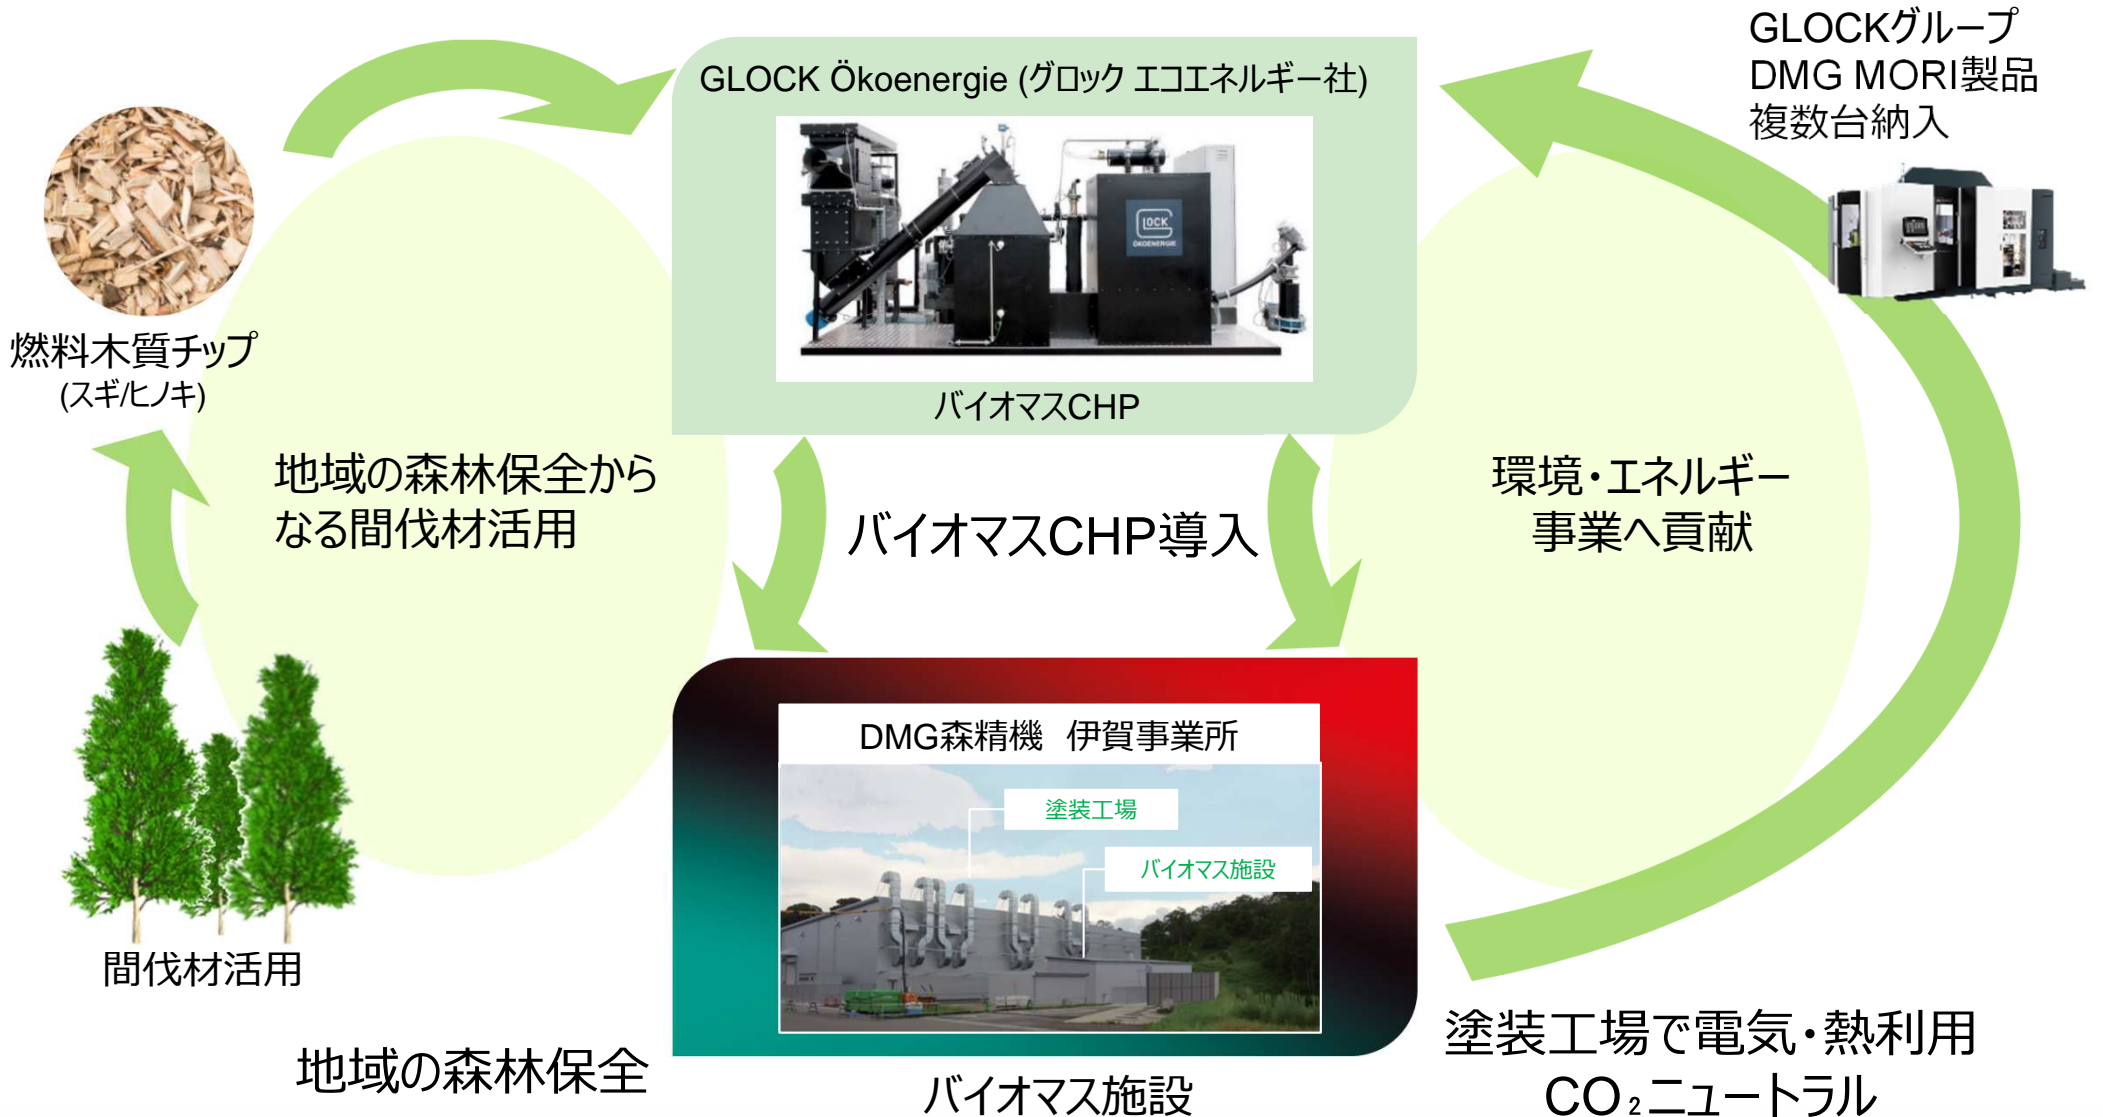 GLOCKグループ
DMG MORI製品
複数台納入
GLOCK Ökoenergie (グロック エコエネルギー社)
LOCK
ÖKOENERGIE
バイオマスCHP
燃料木質チップ
(スギ/ヒノキ)
地域の森林保全から
なる間伐材活用
バイオマスCHP導入
環境・エネルギー
事業へ貢献
DMG森精機　伊賀事業所
塗装工場
バイオマス施設
間伐材活用
地域の森林保全
バイオマス施設
塗装工場で電気・熱利用
CO₂ニュートラル